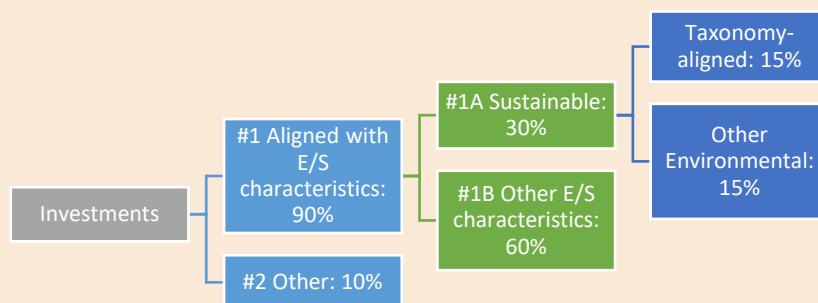 Investments
#1 Aligned with
E/S
characteristics:
90%
#2 Other: 10%
#1A Sustainable:
30%
#1B Other E/S
characteristics:
60%
Taxonomy-
aligned: 15%
Other
Environmental:
15%